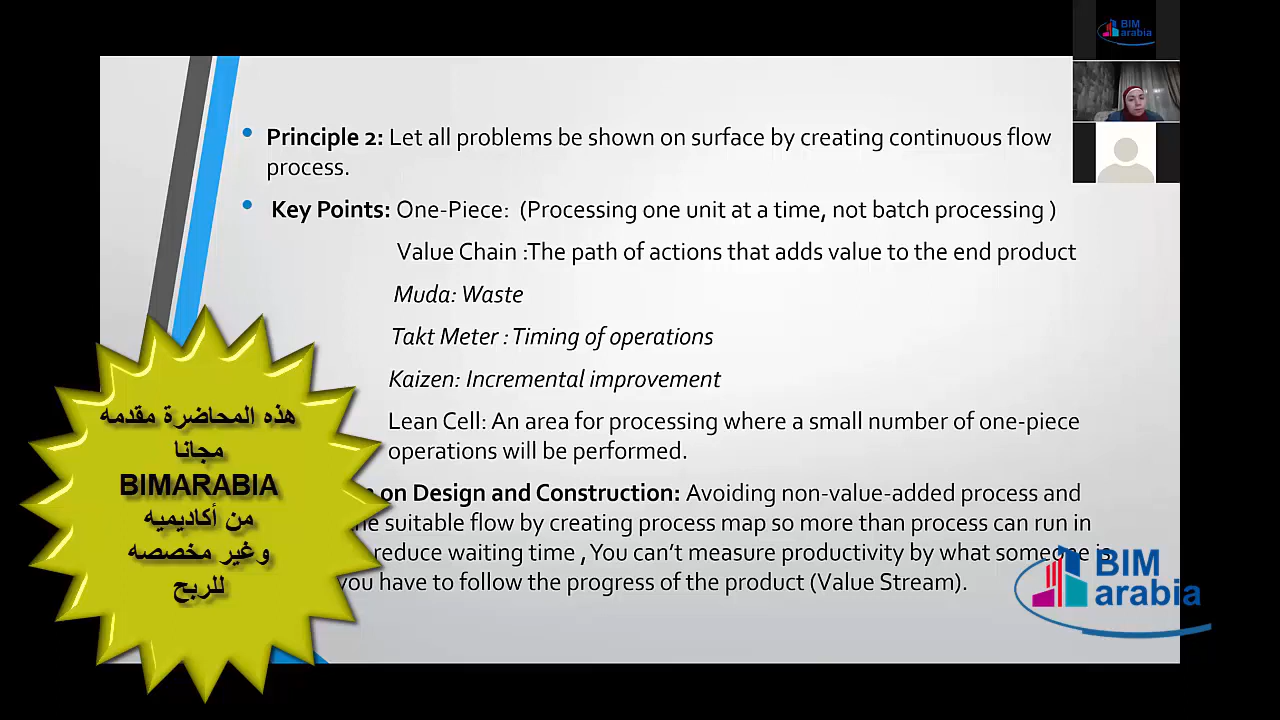 BIM
arabia
Principle 2: Let all problems be shown on surface by creating continuous flow
process.
Key Points: One-Piece: (Processing one unit at a time, not batch processing )
Value Chain :The path of actions that adds value to the end product
Muda: Waste
Takt Meter : Timing of operations
Kaizen: Incremental improvement
Lean Cell: An area for processing where a small number of one-piece
operations will be performed.
on Design and Construction: Avoiding non-value-added process and
suitable flow by creating process map so more than process can run in
reduce waiting time , You can't measure productivity by what someone is
you have to follow the progress of the product (Value Stream).
هذه المحاضرة مقدمه
مجانا
BIMARABIA
من أكاديميه
وغير مخصصه
للربح
BIM
arabia